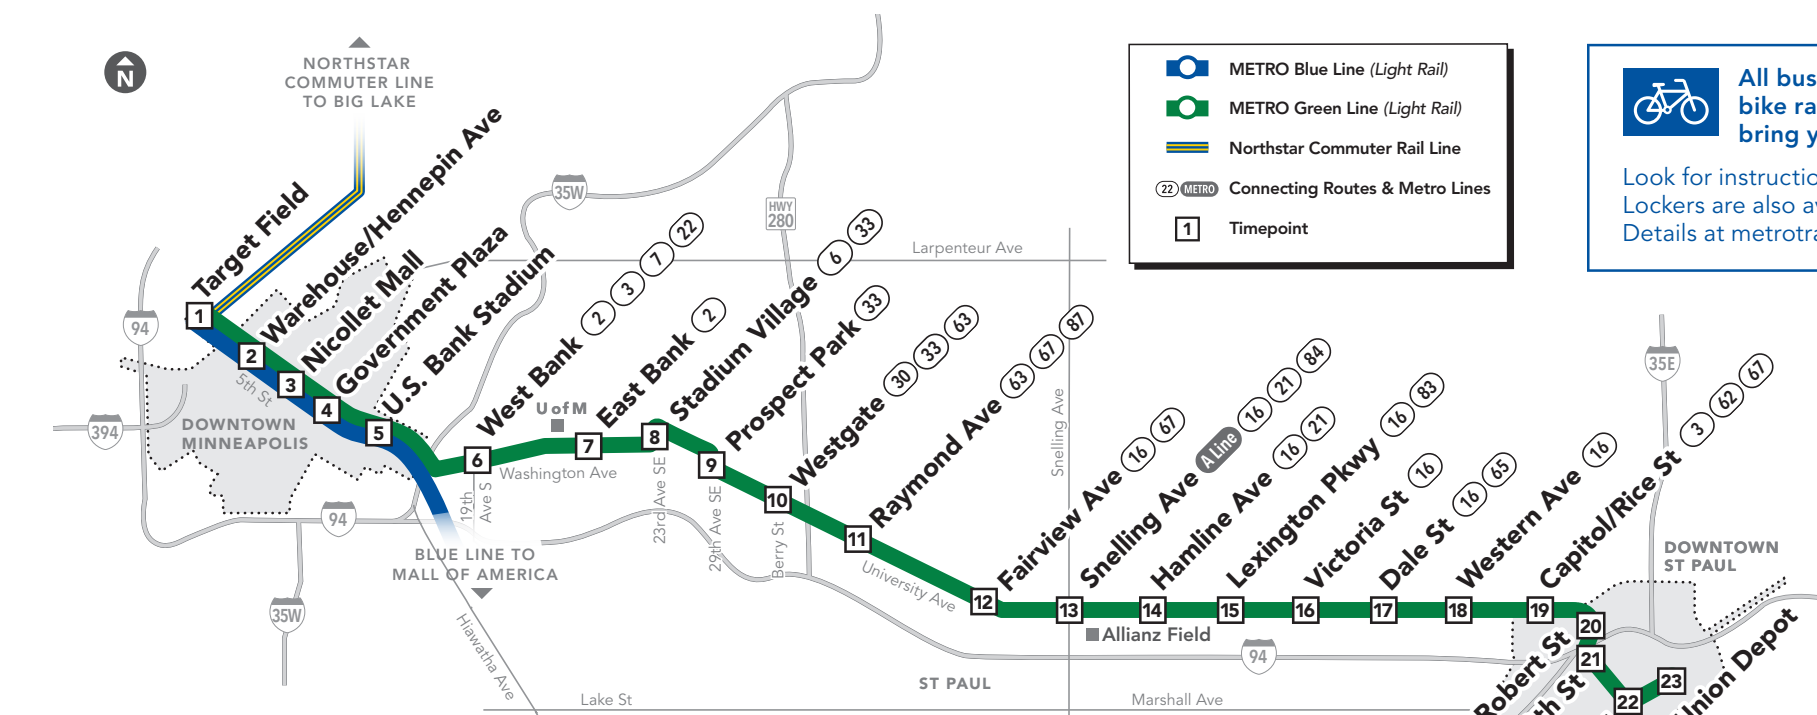 N
NORTHSTAR
COMMUTER LINE
TO BIG LAKE
METRO Blue Line (Light Rail)
METRO Green Line (Light Rail)
Northstar Commuter Rail Line
22 METRO Connecting Routes & Metro Lines
1 Timepoint
All bus
bike ra
bring y
Look for instructio
Lockers are also av
Details at metrotra
1 Target Field
2 Warehouse/Hennepin Ave
3 Nicollet Mall
4 Government Plaza
5 U.S. Bank Stadium
6 West Bank 2 3 7 22
7 East Bank 2
8 Stadium Village 6 33
9 Prospect Park 33
10 Westgate 30 33 63
11 Raymond Ave 63 67 87
12 Fairview Ave 16 67
13 Snelling Ave A Line 16 21 84
14 Hamline Ave 16 21
15 Lexington Pkwy 16 83
16 Victoria St 16
17 Dale St 16 65
18 Western Ave 16
19 Capitol/Rice St 3 62 67
20 Robert St
21 th St
22
23 Union Depot
94
394
94
35W
35W
HWY
280
35E
94
Larpenteur Ave
Snelling Ave
5th St
DOWNTOWN
MINNEAPOLIS
U of M
Washington Ave
19th
Ave S
23rd Ave SE
29th Ave SE
Berry St
University Ave
BLUE LINE TO
MALL OF AMERICA
Hiawatha Ave
Lake St
ST PAUL
Marshall Ave
Allianz Field
DOWNTOWN
ST PAUL